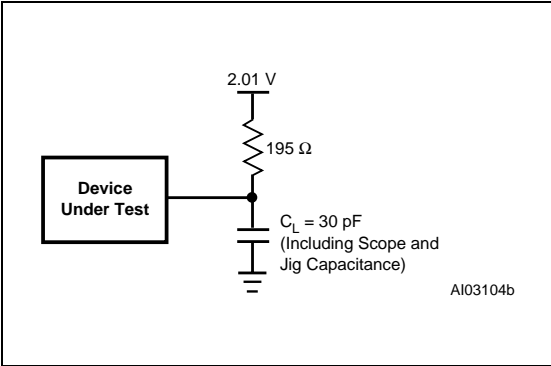 2.01 V
195 Ω
Device
Under Test
C_L = 30 pF
(Including Scope and
Jig Capacitance)
AI03104b